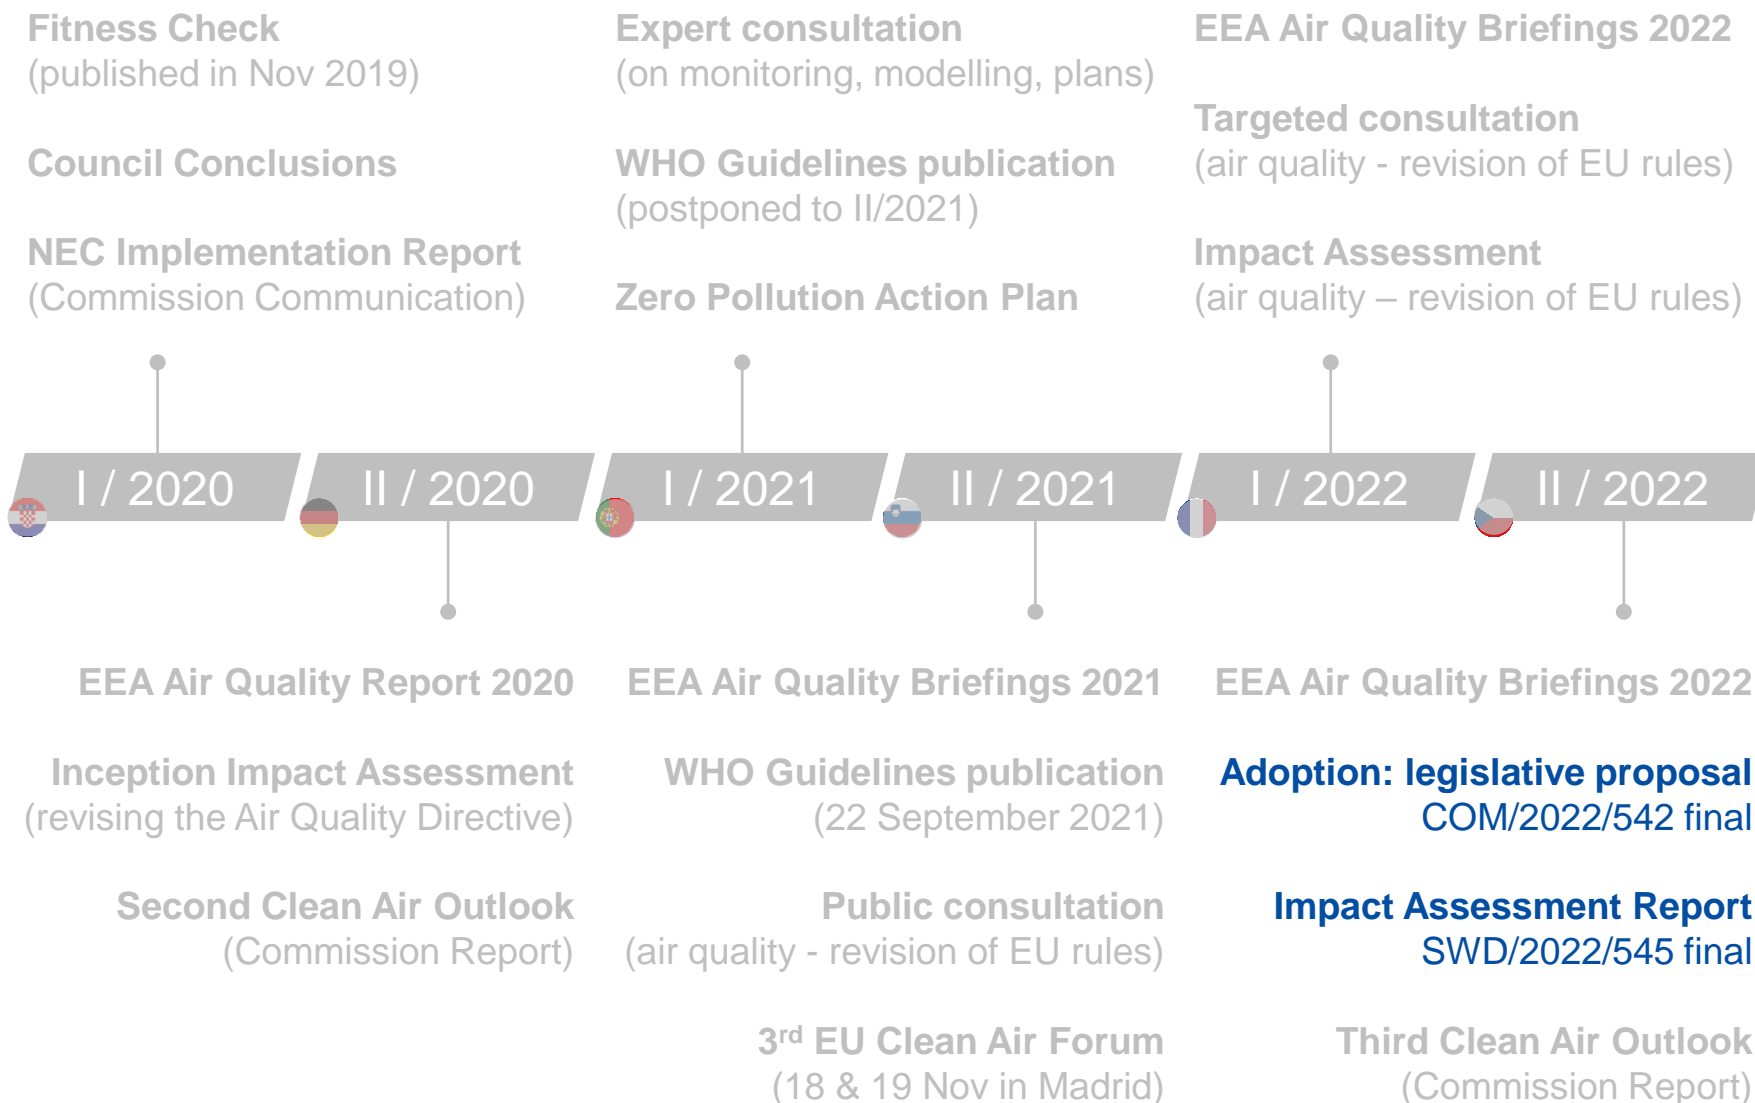 Fitness Check
(published in Nov 2019)
Council Conclusions
NEC Implementation Report
(Commission Communication)
Expert consultation
(on monitoring, modelling, plans)
WHO Guidelines publication
(postponed to II/2021)
Zero Pollution Action Plan
EEA Air Quality Briefings 2022
Targeted consultation
(air quality - revision of EU rules)
Impact Assessment
(air quality – revision of EU rules)
I / 2020
II / 2020
I / 2021
II / 2021
I / 2022
II / 2022
EEA Air Quality Report 2020
Inception Impact Assessment
(revising the Air Quality Directive)
Second Clean Air Outlook
(Commission Report)
EEA Air Quality Briefings 2021
WHO Guidelines publication
(22 September 2021)
Public consultation
(air quality - revision of EU rules)
3rd EU Clean Air Forum
(18 & 19 Nov in Madrid)
EEA Air Quality Briefings 2022
Adoption: legislative proposal
COM/2022/542 final
Impact Assessment Report
SWD/2022/545 final
Third Clean Air Outlook
(Commission Report)